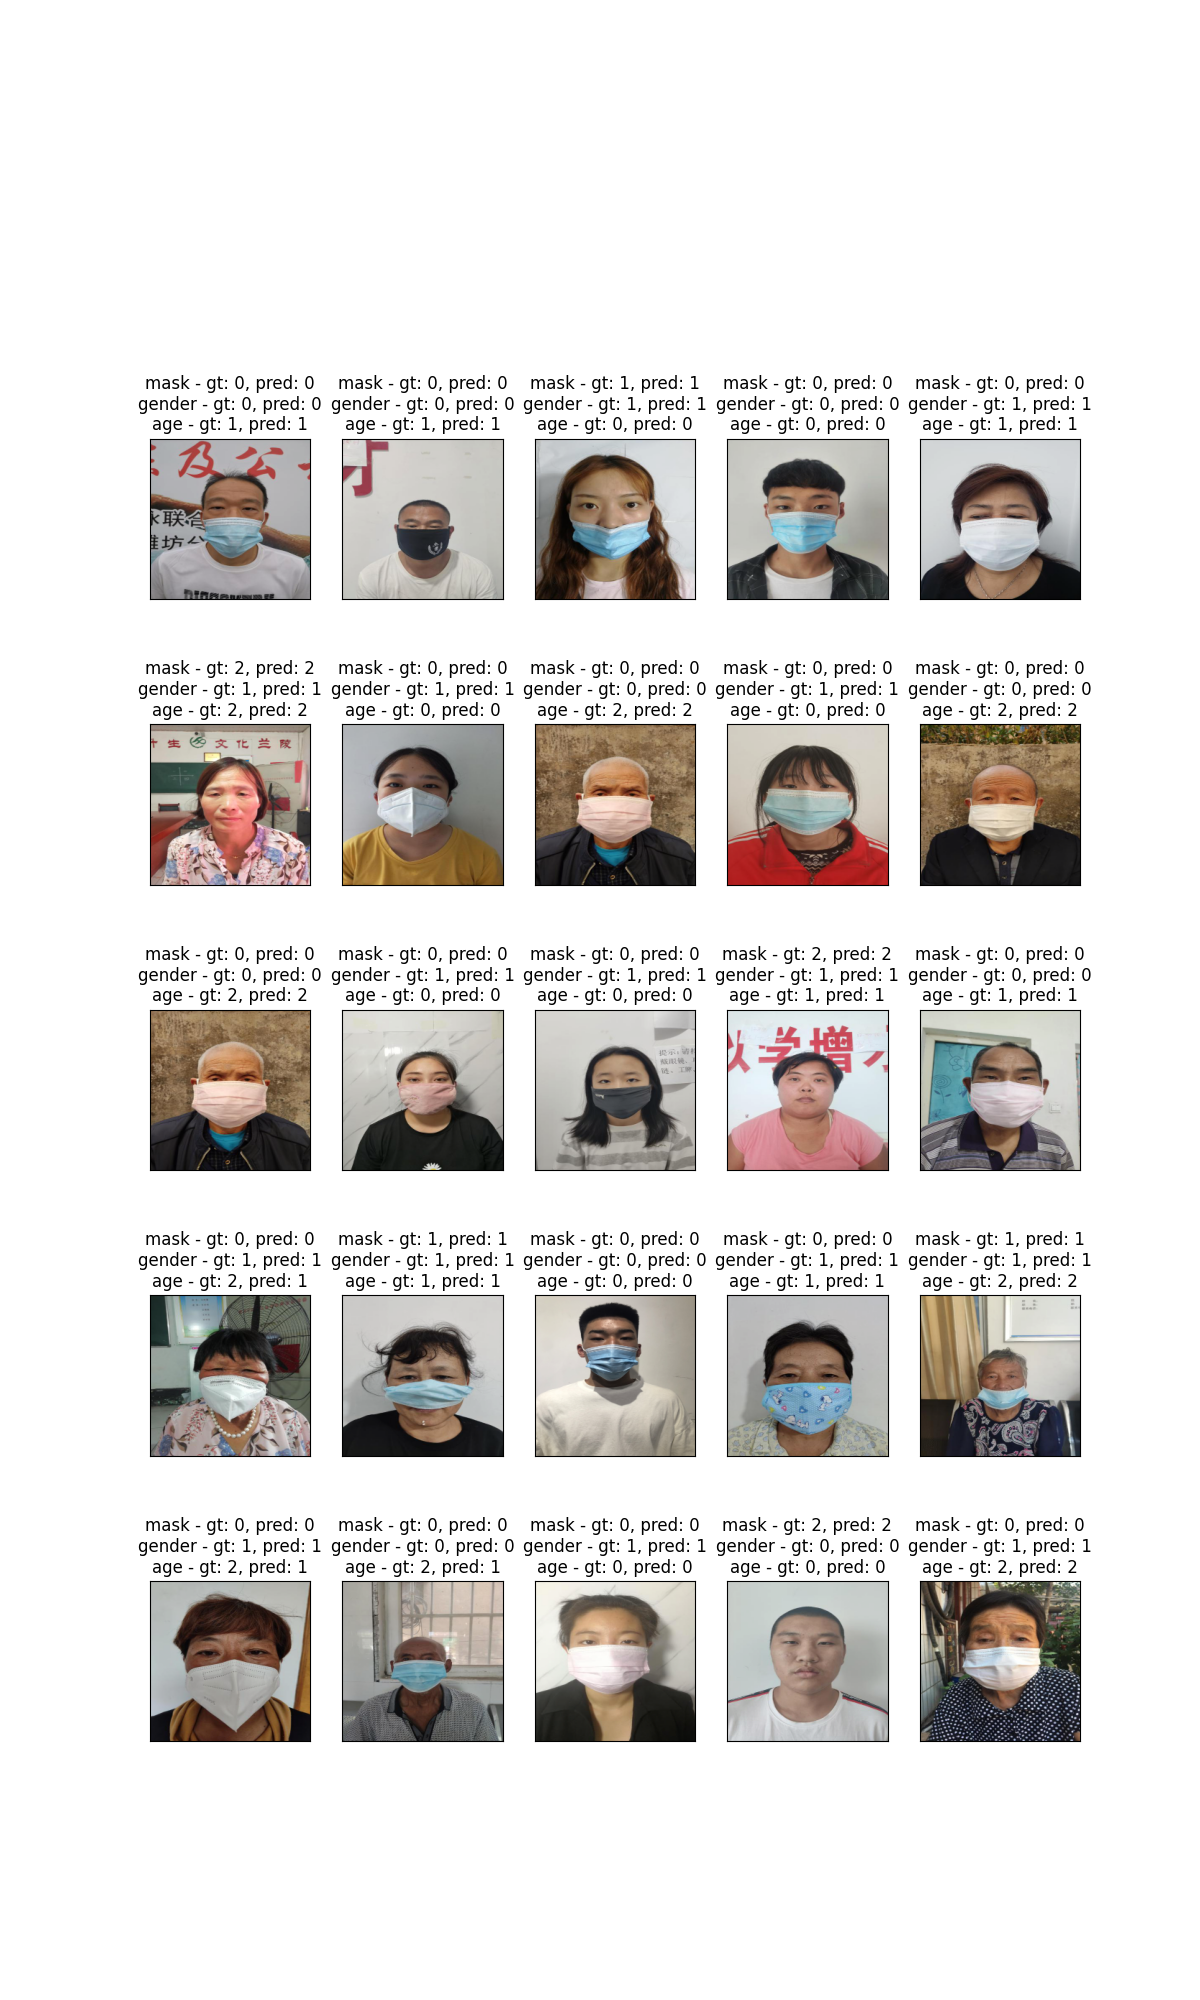 mask - gt: 0, pred: 0
gender - gt: 0, pred: 0
age - gt: 1, pred: 1
mask - gt: 0, pred: 0
gender - gt: 0, pred: 0
age - gt: 1, pred: 1
mask - gt: 1, pred: 1
gender - gt: 1, pred: 1
age - gt: 0, pred: 0
mask - gt: 0, pred: 0
gender - gt: 0, pred: 0
age - gt: 0, pred: 0
mask - gt: 0, pred: 0
gender - gt: 1, pred: 1
age - gt: 1, pred: 1
及公
联合
坊
mask - gt: 2, pred: 2
gender - gt: 1, pred: 1
age - gt: 2, pred: 2
mask - gt: 0, pred: 0
gender - gt: 1, pred: 1
age - gt: 0, pred: 0
mask - gt: 0, pred: 0
gender - gt: 0, pred: 0
age - gt: 2, pred: 2
mask - gt: 0, pred: 0
gender - gt: 1, pred: 1
age - gt: 0, pred: 0
mask - gt: 0, pred: 0
gender - gt: 0, pred: 0
age - gt: 2, pred: 2
生 文化兰陵
mask - gt: 0, pred: 0
gender - gt: 0, pred: 0
age - gt: 2, pred: 2
mask - gt: 0, pred: 0
gender - gt: 1, pred: 1
age - gt: 0, pred: 0
mask - gt: 0, pred: 0
gender - gt: 1, pred: 1
age - gt: 0, pred: 0
mask - gt: 2, pred: 2
gender - gt: 1, pred: 1
age - gt: 1, pred: 1
mask - gt: 0, pred: 0
gender - gt: 0, pred: 0
age - gt: 1, pred: 1
提示
以学增
mask - gt: 0, pred: 0
gender - gt: 1, pred: 1
age - gt: 2, pred: 1
mask - gt: 1, pred: 1
gender - gt: 1, pred: 1
age - gt: 1, pred: 1
mask - gt: 0, pred: 0
gender - gt: 0, pred: 0
age - gt: 0, pred: 0
mask - gt: 0, pred: 0
gender - gt: 1, pred: 1
age - gt: 1, pred: 1
mask - gt: 1, pred: 1
gender - gt: 1, pred: 1
age - gt: 2, pred: 2
mask - gt: 0, pred: 0
gender - gt: 1, pred: 1
age - gt: 2, pred: 1
mask - gt: 0, pred: 0
gender - gt: 0, pred: 0
age - gt: 2, pred: 1
mask - gt: 0, pred: 0
gender - gt: 1, pred: 1
age - gt: 0, pred: 0
mask - gt: 2, pred: 2
gender - gt: 0, pred: 0
age - gt: 0, pred: 0
mask - gt: 0, pred: 0
gender - gt: 1, pred: 1
age - gt: 2, pred: 2